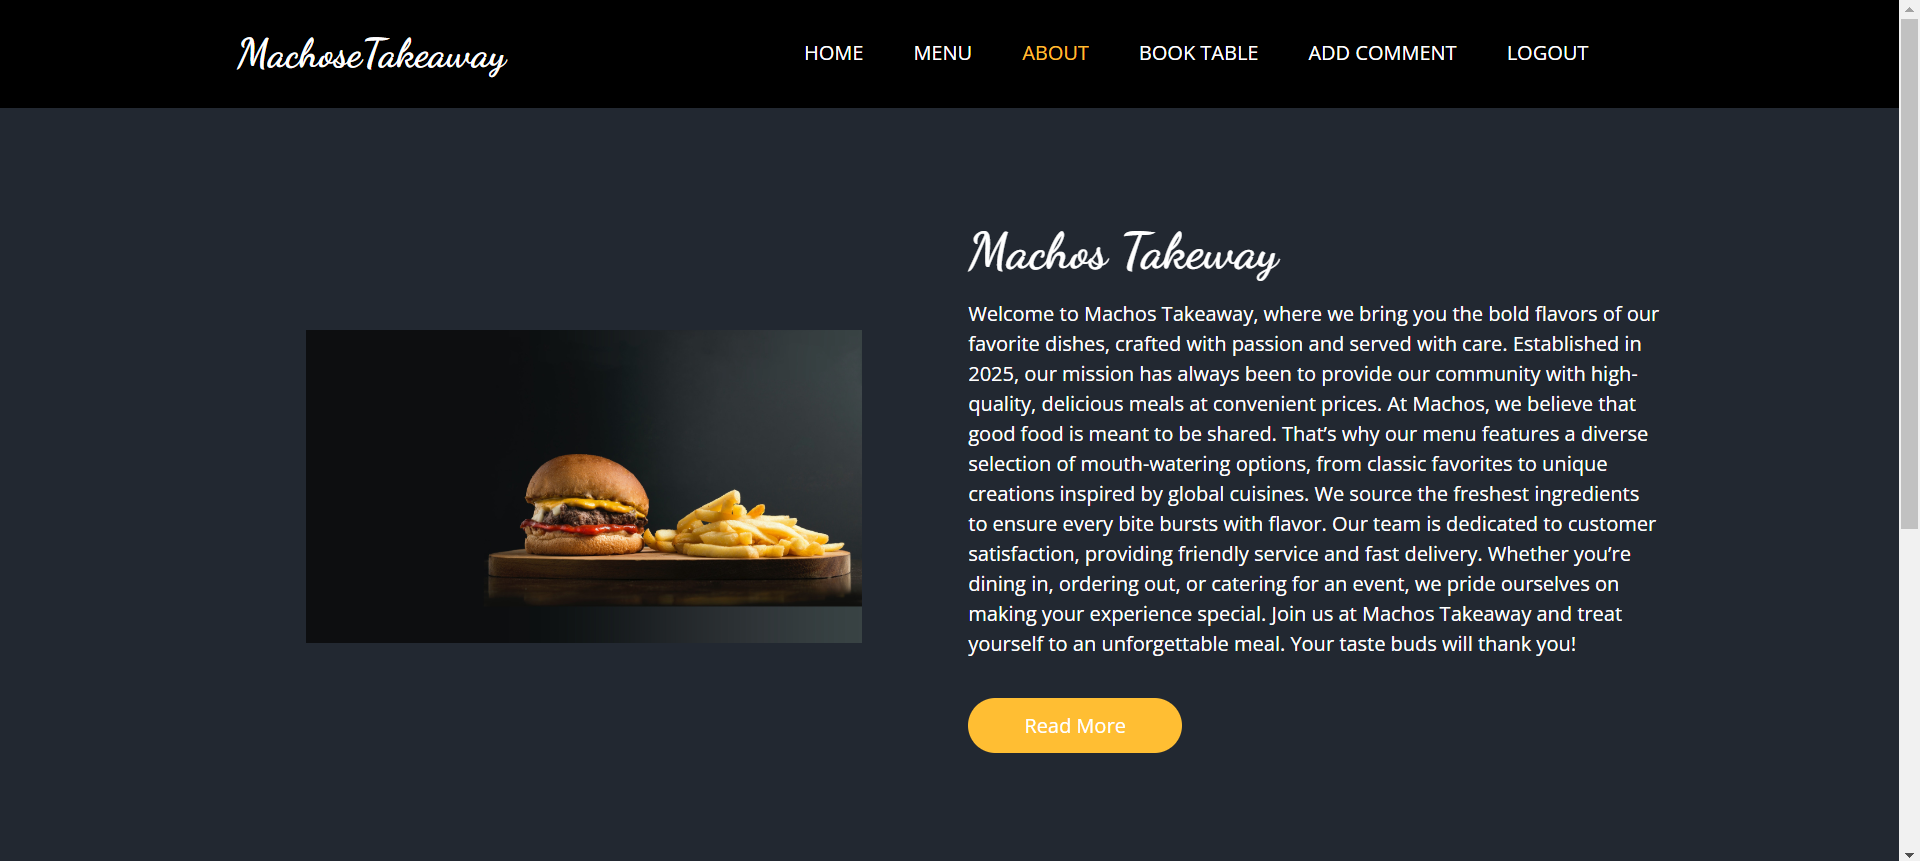 MachoseTakeaway
HOME
MENU
ABOUT
BOOK TABLE
ADD COMMENT
LOGOUT
Machos Takeway
Welcome to Machos Takeaway, where we bring you the bold flavors of our
favorite dishes, crafted with passion and served with care. Established in
2025, our mission has always been to provide our community with high-
quality, delicious meals at convenient prices. At Machos, we believe that
good food is meant to be shared. That’s why our menu features a diverse
selection of mouth-watering options, from classic favorites to unique
creations inspired by global cuisines. We source the freshest ingredients
to ensure every bite bursts with flavor. Our team is dedicated to customer
satisfaction, providing friendly service and fast delivery. Whether you’re
dining in, ordering out, or catering for an event, we pride ourselves on
making your experience special. Join us at Machos Takeaway and treat
yourself to an unforgettable meal. Your taste buds will thank you!
Read More